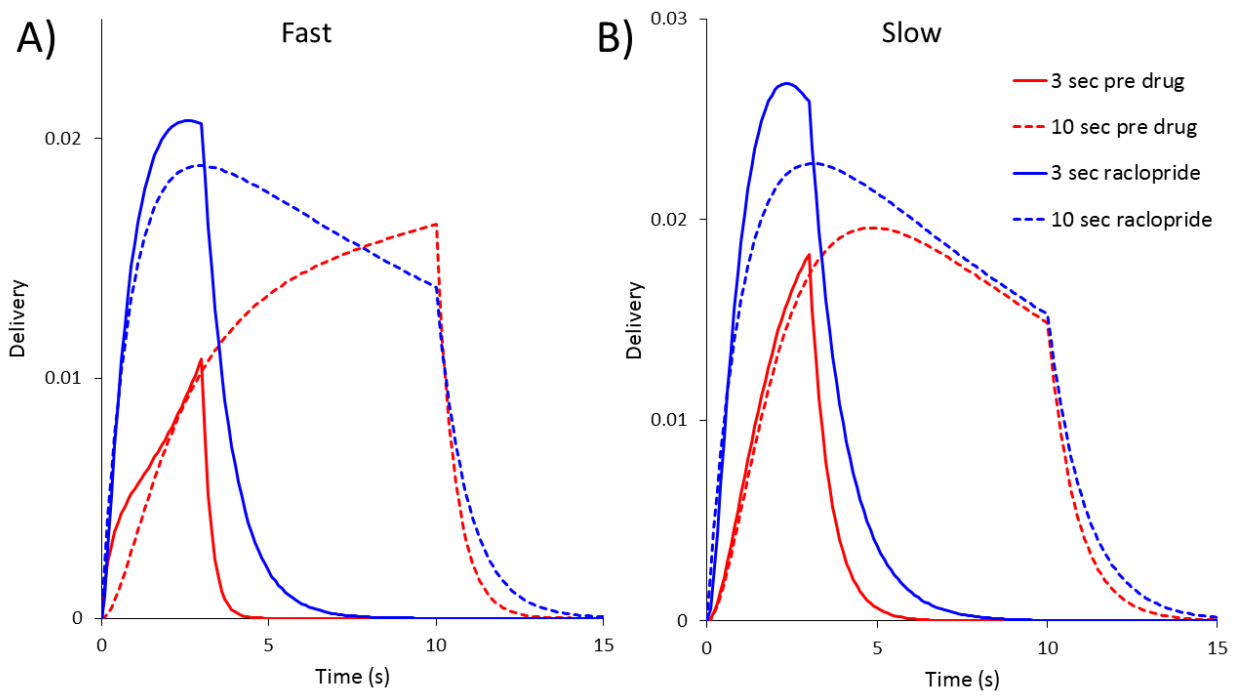 A)
Fast
0.02
0.01
0
Delivery
0
5
10
15
Time (s)
B)
Slow
0.03
0.02
0.01
0
Delivery
0
5
10
15
Time (s)
3 sec pre drug
10 sec pre drug
3 sec raclopride
10 sec raclopride